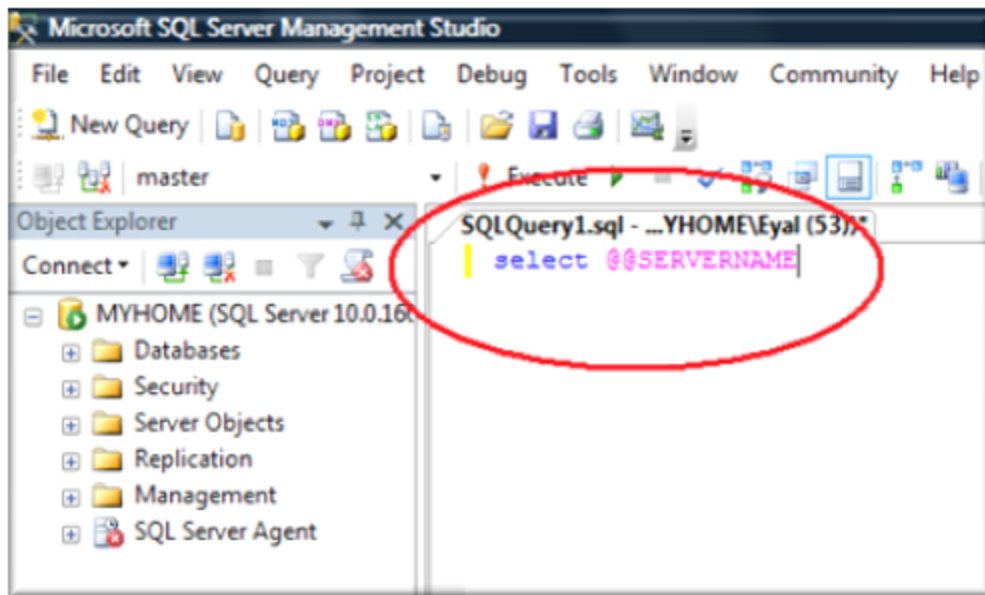 Microsoft SQL Server Management Studio
File Edit View Query Project Debug Tools Window Community Help
New Query
master Execute
Object Explorer
SQLQuery1.sql - ...YHOME\Eyal (53))*
Connect
select @@SERVERNAME
MYHOME (SQL Server 10.0.160
Databases
Security
Server Objects
Replication
Management
SQL Server Agent